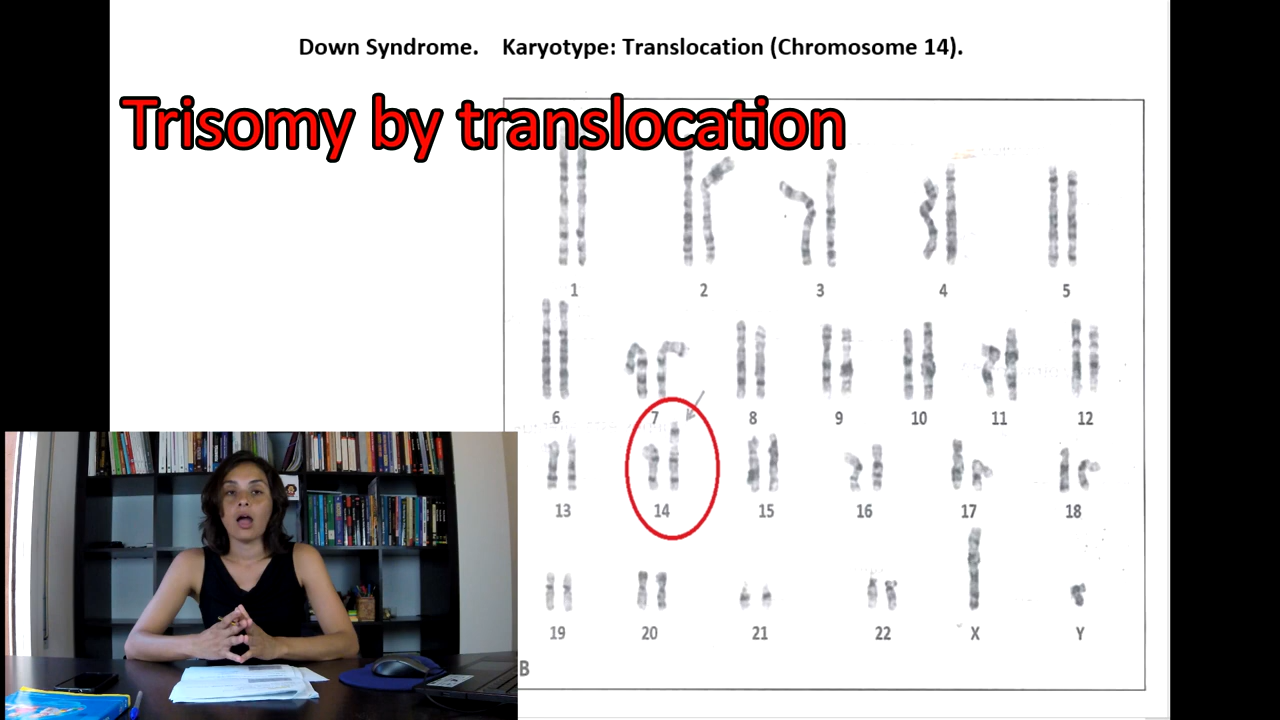 Down Syndrome. Karyotype: Translocation (Chromosome 14).
Trisomy by translocation
1 2 3 4 5
6 7 8 9 10 11 12
13 14 15 16 17 18
19 20 21 22 X Y
B